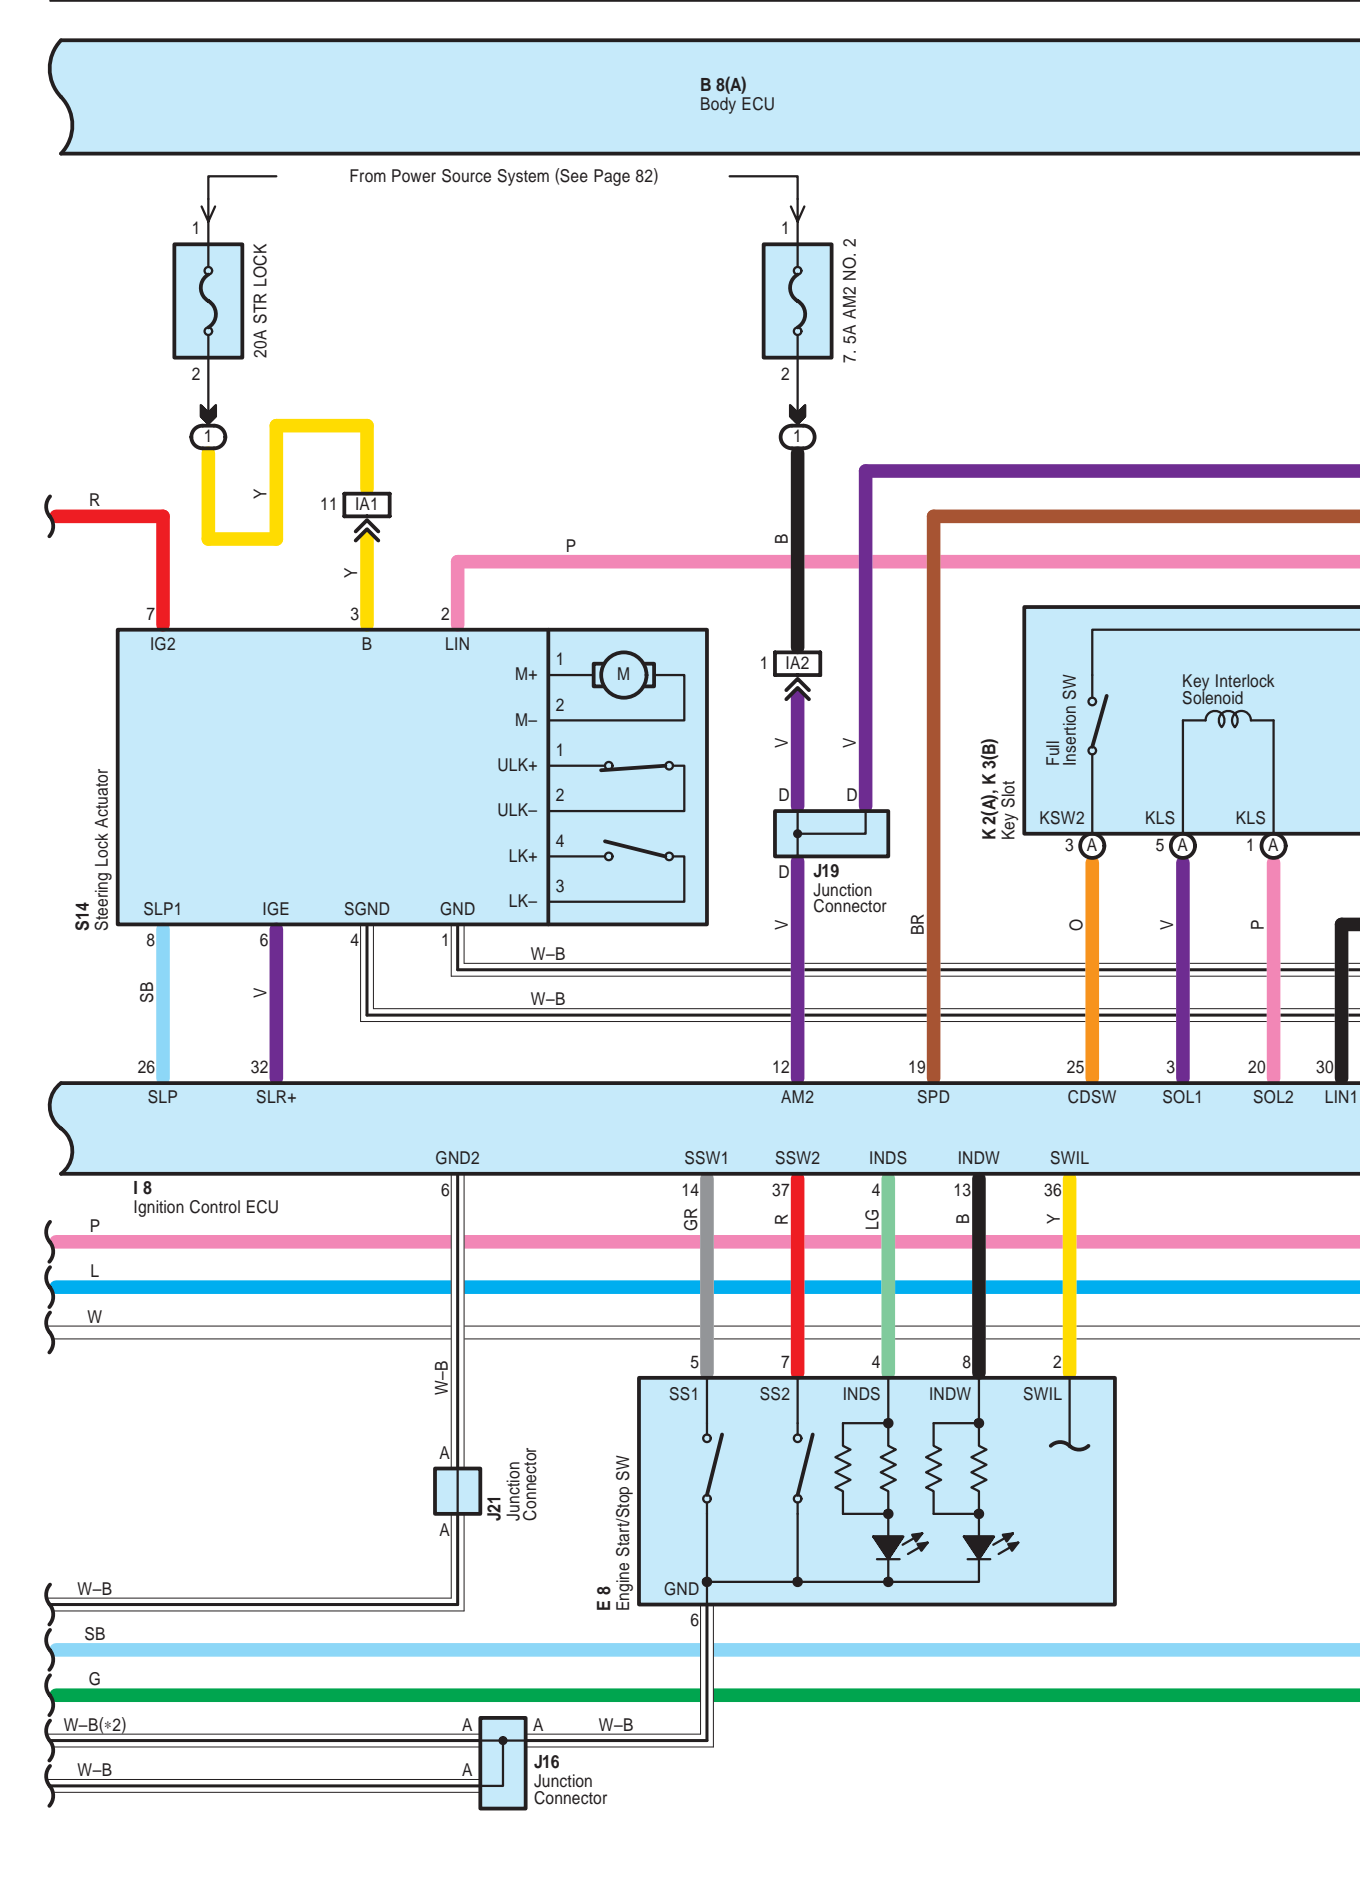 B 8(A)
Body ECU
From Power Source System (See Page 82)
1
20A STR LOCK
2
1
1
7. 5A AM2 NO. 2
2
1
R
Y
11 IA1
Y
P
B
7
3
2
IG2
B
LIN
M+
1
M
M–
2
ULK+
1
ULK–
2
LK+
4
LK–
3
S14
Steering Lock Actuator
SLP1
IGE
SGND
GND
8
6
4
1
SB
V
W–B
W–B
1 IA2
V
V
D
D
D
J19
Junction
Connector
V
BR
K 2(A), K 3(B)
Key Slot
Full
Insertion SW
Key Interlock
Solenoid
KSW2
KLS
KLS
3 A
5 A
1 A
O
V
P
26
32
12
19
25
3
20
30
SLP
SLR+
AM2
SPD
CDSW
SOL1
SOL2
LIN1
GND2
SSW1
SSW2
INDS
INDW
SWIL
I 8
Ignition Control ECU
6
14
37
4
13
36
GR
R
LG
B
Y
P
L
W
W–B
5
7
4
8
2
SS1
SS2
INDS
INDW
SWIL
E 8
Engine Start/Stop SW
GND
6
A
J21
Junction
Connector
A
W–B
SB
G
W–B(*2)
A
A
W–B
W–B
A
J16
Junction
Connector